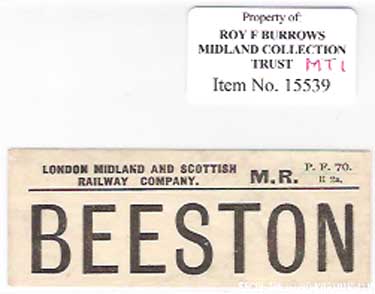 Property of:
ROY F BURROWS
MIDLAND COLLECTION
TRUST MT1
Item No. 15539
LONDON MIDLAND AND SCOTTISH
RAILWAY COMPANY.
M.R.
P. F. 70.
BEESTON